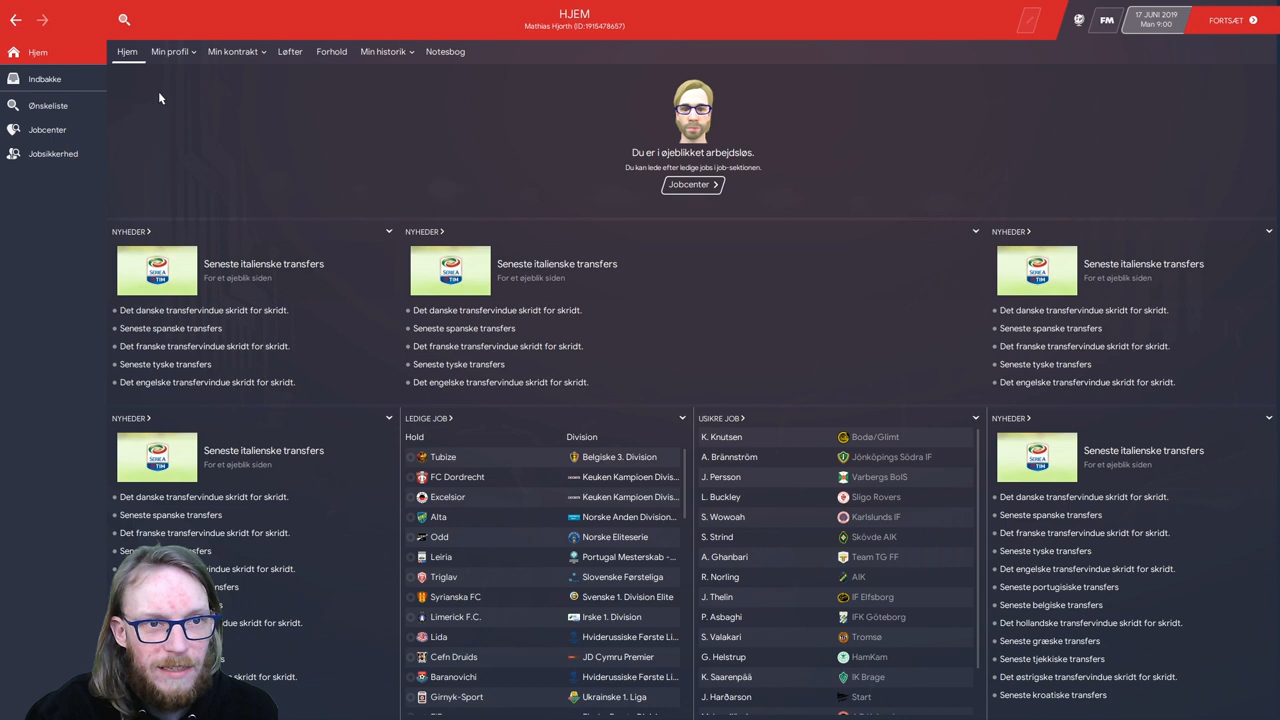 HJEM
Mathias Hjorth (ID:1915478657)
FM
17 JUNI 2019
Man 9:00
FORTSÆT
Hjem
Indbakke
Ønskeliste
Jobcenter
Jobsikkerhed
Hjem
Min profil
Min kontrakt
Løfter
Forhold
Min historik
Notesbog
Du er i øjeblikket arbejdsløs.
Du kan lede efter ledige jobs i job-sektionen.
Jobcenter
NYHEDER
Seneste italienske transfers
For et øjeblik siden
Det danske transfervindue skridt for skridt.
Seneste spanske transfers
Det franske transfervindue skridt for skridt.
Seneste tyske transfers
Det engelske transfervindue skridt for skridt.
NYHEDER
Seneste italienske transfers
For et øjeblik siden
Det danske transfervindue skridt for skridt.
Seneste spanske transfers
Det franske transfervindue skridt for skridt.
Seneste tyske transfers
Det engelske transfervindue skridt for skridt.
NYHEDER
Seneste italienske transfers
For et øjeblik siden
Det danske transfervindue skridt for skridt.
Seneste spanske transfers
Det franske transfervindue skridt for skridt.
Seneste tyske transfers
Det engelske transfervindue skridt for skridt.
NYHEDER
Seneste italienske transfers
For et øjeblik siden
Det danske transfervindue skridt for skridt.
Seneste spanske transfers
Det franske transfervindue skridt for skridt.
skridt for skridt.
skridt for skridt.
skridt for skridt.
LEDIGE JOB
Hold Division
Tubize Belgiske 3. Division
FC Dordrecht Keuken Kampioen Divis...
Excelsior Keuken Kampioen Divis...
Alta Norske Anden Division...
Odd Norske Eliteserie
Leiria Portugal Mesterskab -...
Triglav Slovenske Førsteliga
Syrianska FC Svenske 1. Division Elite
Limerick F.C. Irske 1. Division
Lida Hviderussiske Første Li...
Cefn Druids JD Cymru Premier
Baranovichi Hviderussiske Første Li...
Girnyk-Sport Ukrainske 1. Liga
USIKRE JOB
K. Knutsen Bodø/Glimt
A. Brännström Jönköpings Södra IF
J. Persson Varbergs BoIS
L. Buckley Sligo Rovers
S. Wowoah Karlslunds IF
S. Strind Skövde AIK
A. Ghanbari Team TG FF
R. Norling AIK
J. Thelin IF Elfsborg
P. Asbaghi IFK Göteborg
S. Valakari Tromsø
G. Helstrup HamKam
K. Saarenpää IK Brage
J. Harðarson Start
NYHEDER
Seneste italienske transfers
For et øjeblik siden
Det danske transfervindue skridt for skridt.
Seneste spanske transfers
Det franske transfervindue skridt for skridt.
Seneste tyske transfers
Det engelske transfervindue skridt for skridt.
Seneste portugisiske transfers
Seneste belgiske transfers
Det hollandske transfervindue skridt for skridt.
Seneste græske transfers
Seneste tjekkiske transfers
Det østrigske transfervindue skridt for skridt.
Seneste kroatiske transfers